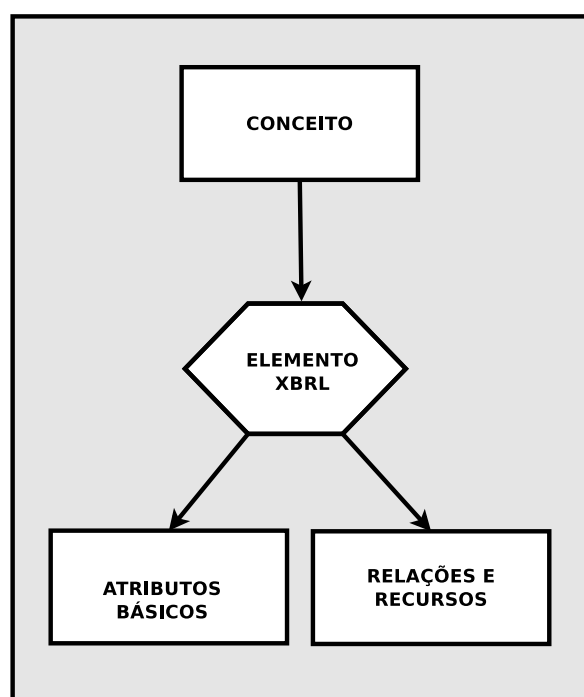 CONCEITO
ELEMENTO
XBRL
ATRIBUTOS
BÁSICOS
RELAÇÕES E
RECURSOS